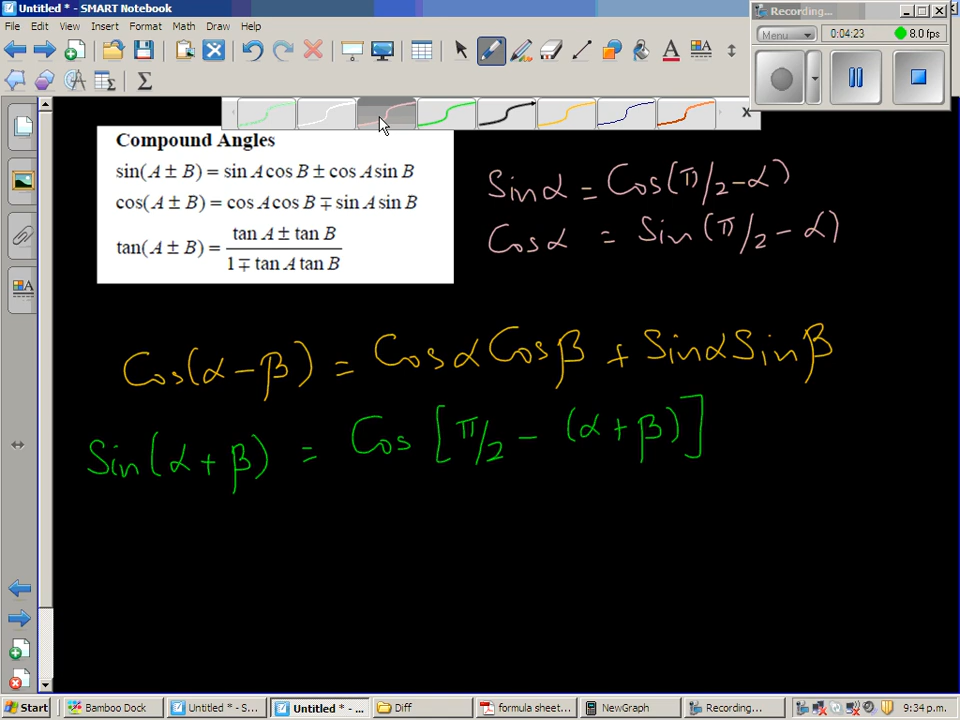 Untitled * - SMART Notebook
File Edit View Insert Format Math Draw Help
Recording...
Menu 0:04:23 8.0 fps
Compound Angles
sin(A ± B) = sin A cos B ± cos A sin B
cos(A ± B) = cos A cos B ∓ sin A sin B
tan(A ± B) = (tan A ± tan B) / (1 ∓ tan A tan B)
Sinα = Cos(π/2 - α)
Cosα = Sin(π/2 - α)
Cos(α - β) = Cosα Cosβ + Sinα Sinβ
Sin(α + β) = Cos[π/2 - (α + β)]
Start Bamboo Dock Untitled * - S... Untitled * - ... Diff formula sheet... NewGraph Recording... 9:34 p.m.